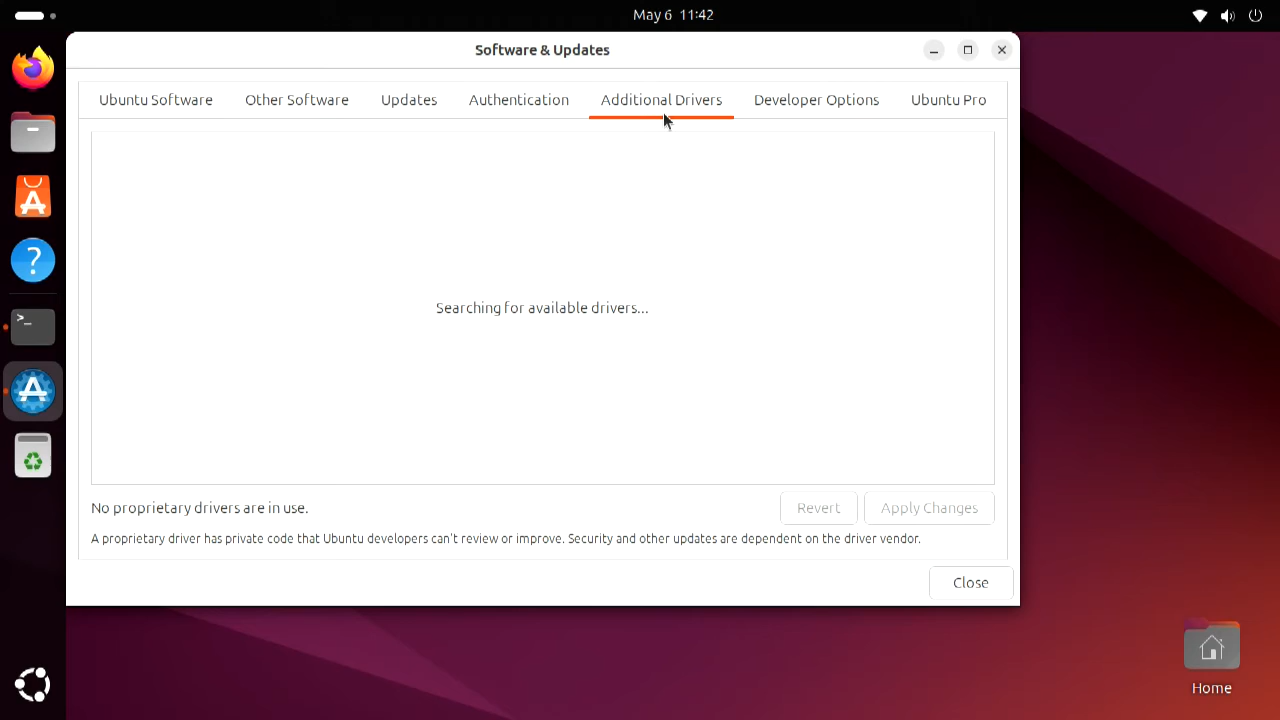 May 6 11:42
Software & Updates
Ubuntu Software Other Software Updates Authentication Additional Drivers Developer Options Ubuntu Pro
Searching for available drivers...
No proprietary drivers are in use.
Revert Apply Changes
A proprietary driver has private code that Ubuntu developers can't review or improve. Security and other updates are dependent on the driver vendor.
Close
Home